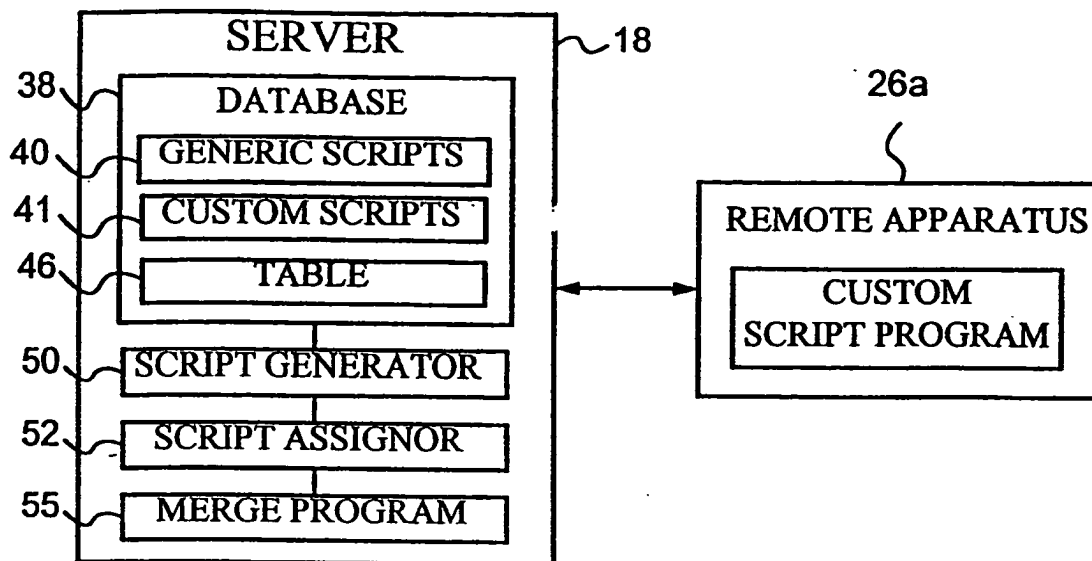 SERVER
18
38
DATABASE
40
GENERIC SCRIPTS
41
CUSTOM SCRIPTS
46
TABLE
50
SCRIPT GENERATOR
52
SCRIPT ASSIGNOR
55
MERGE PROGRAM
26a
REMOTE APPARATUS
CUSTOM
SCRIPT PROGRAM